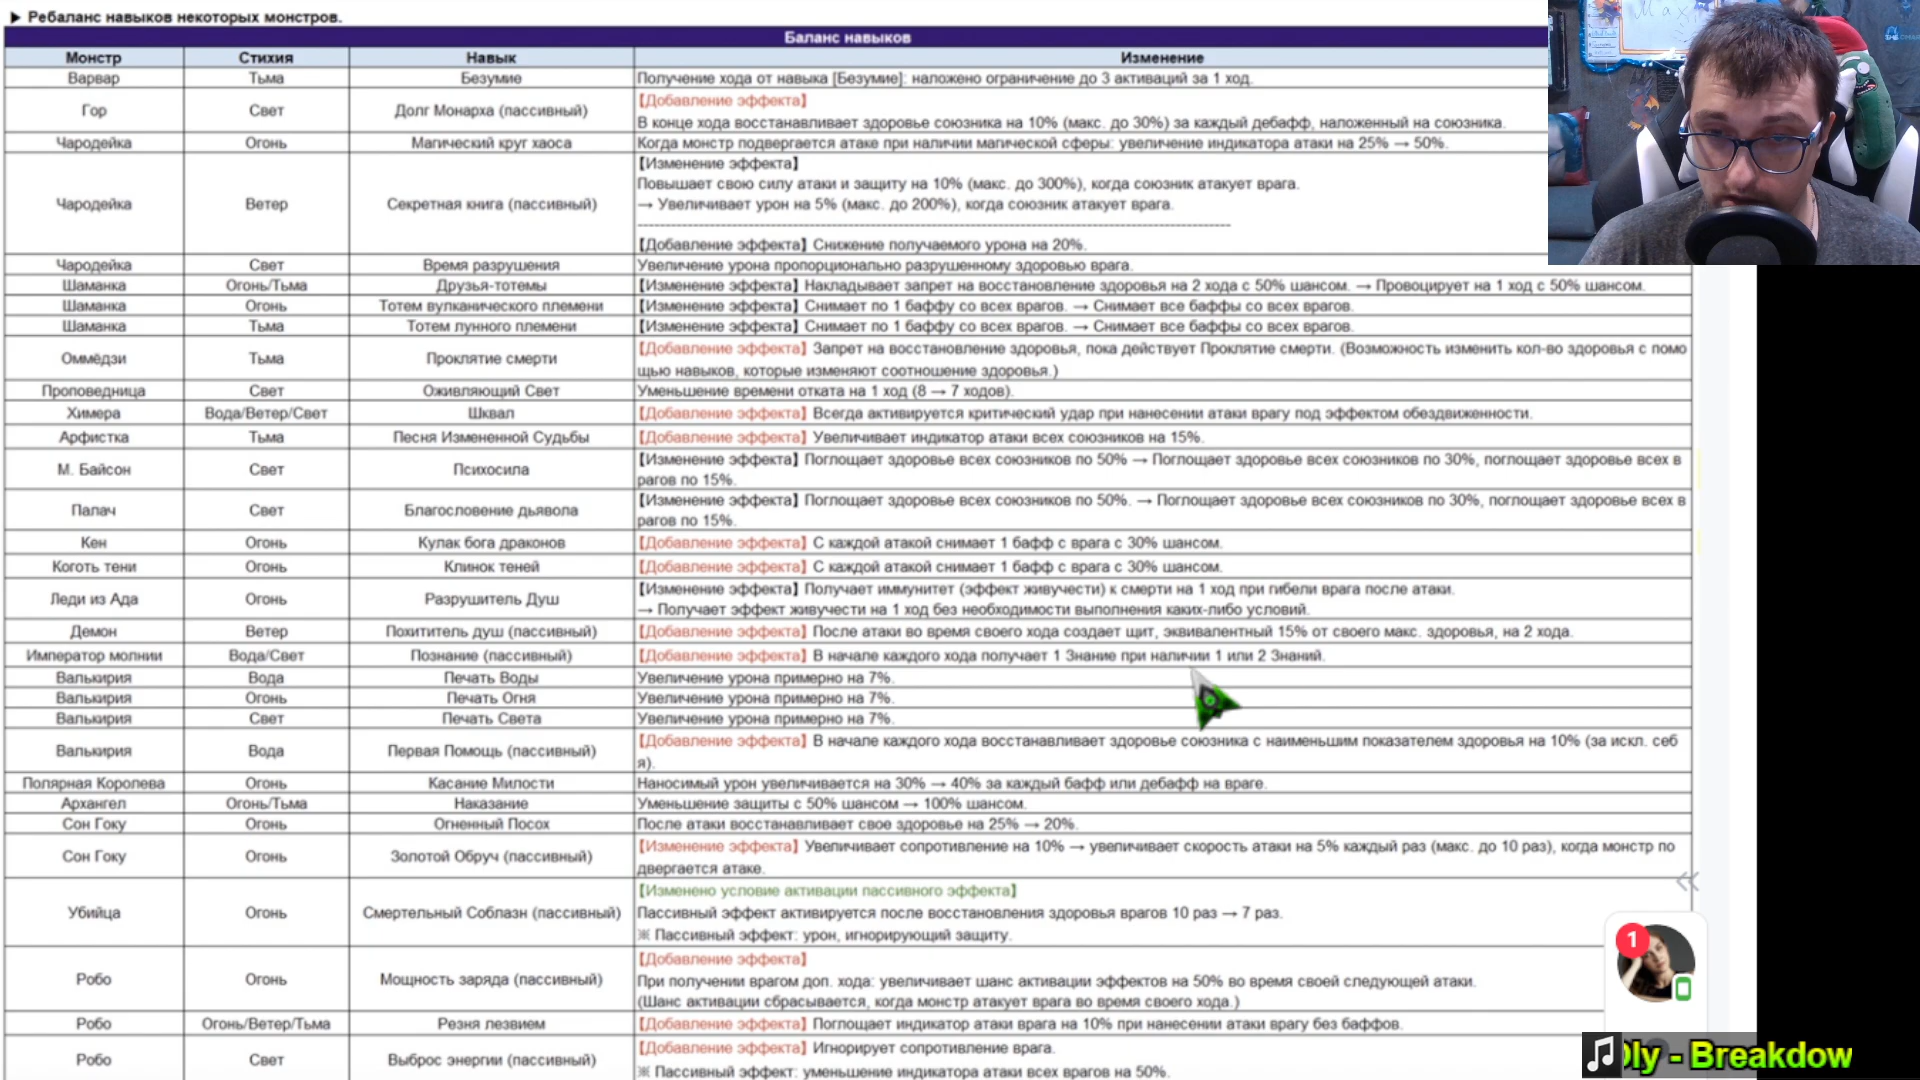 ▶ Ребаланс навыков некоторых монстров.
Баланс навыков
Монстр Стихия Навык Изменение
Варвар Тьма Безумие Получение хода от навыка [Безумие]: наложено ограничение до 3 активаций за 1 ход.
Гор Свет Долг Монарха (пассивный) 【Добавление эффекта】
В конце хода восстанавливает здоровье союзника на 10% (макс. до 30%) за каждый дебафф, наложенный на союзника.
Чародейка Огонь Магический круг хаоса Когда монстр подвергается атаке при наличии магической сферы: увеличение индикатора атаки на 25% → 50%.
Чародейка Ветер Секретная книга (пассивный) 【Изменение эффекта】
Повышает свою силу атаки и защиту на 10% (макс. до 300%), когда союзник атакует врага.
→ Увеличивает урон на 5% (макс. до 200%), когда союзник атакует врага.
【Добавление эффекта】 Снижение получаемого урона на 20%.
Чародейка Свет Время разрушения Увеличение урона пропорционально разрушенному здоровью врага.
Шаманка Огонь/Тьма Друзья-тотемы 【Изменение эффекта】 Накладывает запрет на восстановление здоровья на 2 хода с 50% шансом. → Провоцирует на 1 ход с 50% шансом.
Шаманка Огонь Тотем вулканического племени 【Изменение эффекта】 Снимает по 1 баффу со всех врагов. → Снимает все баффы со всех врагов.
Шаманка Тьма Тотем лунного племени 【Изменение эффекта】 Снимает по 1 баффу со всех врагов. → Снимает все баффы со всех врагов.
Оммёдзи Тьма Проклятие смерти 【Добавление эффекта】 Запрет на восстановление здоровья, пока действует Проклятие смерти. (Возможность изменить кол-во здоровья с помо
щью навыков, которые изменяют соотношение здоровья.)
Проповедница Свет Оживляющий Свет Уменьшение времени отката на 1 ход (8 → 7 ходов).
Химера Вода/Ветер/Свет Шквал 【Добавление эффекта】 Всегда активируется критический удар при нанесении атаки врагу под эффектом обездвиженности.
Арфистка Тьма Песня Измененной Судьбы 【Добавление эффекта】 Увеличивает индикатор атаки всех союзников на 15%.
М. Байсон Свет Психосила 【Изменение эффекта】 Поглощает здоровье всех союзников по 50% → Поглощает здоровье всех союзников по 30%, поглощает здоровье всех в
рагов по 15%.
Палач Свет Благословение дьявола 【Изменение эффекта】 Поглощает здоровье всех союзников по 50%. → Поглощает здоровье всех союзников по 30%, поглощает здоровье всех в
рагов по 15%.
Кен Огонь Кулак бога драконов 【Добавление эффекта】 С каждой атакой снимает 1 бафф с врага с 30% шансом.
Коготь тени Огонь Клинок теней 【Добавление эффекта】 С каждой атакой снимает 1 бафф с врага с 30% шансом.
Леди из Ада Огонь Разрушитель Душ 【Изменение эффекта】 Получает иммунитет (эффект живучести) к смерти на 1 ход при гибели врага после атаки.
→ Получает эффект живучести на 1 ход без необходимости выполнения каких-либо условий.
Демон Ветер Похититель душ (пассивный) 【Добавление эффекта】 После атаки во время своего хода создает щит, эквивалентный 15% от своего макс. здоровья, на 2 хода.
Император молнии Вода/Свет Познание (пассивный) 【Добавление эффекта】 В начале каждого хода получает 1 Знание при наличии 1 или 2 Знаний.
Валькирия Вода Печать Воды Увеличение урона примерно на 7%.
Валькирия Огонь Печать Огня Увеличение урона примерно на 7%.
Валькирия Свет Печать Света Увеличение урона примерно на 7%.
Валькирия Вода Первая Помощь (пассивный) 【Добавление эффекта】 В начале каждого хода восстанавливает здоровье союзника с наименьшим показателем здоровья на 10% (за искл. себ
я).
Полярная Королева Огонь Касание Милости Наносимый урон увеличивается на 30% → 40% за каждый бафф или дебафф на враге.
Архангел Огонь/Тьма Наказание Уменьшение защиты с 50% шансом → 100% шансом.
Сон Гоку Огонь Огненный Посох После атаки восстанавливает свое здоровье на 25% → 20%.
Сон Гоку Огонь Золотой Обруч (пассивный) 【Изменение эффекта】 Увеличивает сопротивление на 10% → увеличивает скорость атаки на 5% каждый раз (макс. до 10 раз), когда монстр по
двергается атаке.
Убийца Огонь Смертельный Соблазн (пассивный) 【Изменено условие активации пассивного эффекта】
Пассивный эффект активируется после восстановления здоровья врагов 10 раз → 7 раз.
※ Пассивный эффект: урон, игнорирующий защиту.
Робо Огонь Мощность заряда (пассивный) 【Добавление эффекта】
При получении врагом доп. хода: увеличивает шанс активации эффектов на 50% во время своей следующей атаки.
(Шанс активации сбрасывается, когда монстр атакует врага во время своего хода.)
Робо Огонь/Ветер/Тьма Резня лезвием 【Добавление эффекта】 Поглощает индикатор атаки врага на 10% при нанесении атаки врагу без баффов.
Робо Свет Выброс энергии (пассивный) 【Добавление эффекта】 Игнорирует сопротивление врага.
※ Пассивный эффект: уменьшение индикатора атаки всех врагов на 50%.
1
Oly - Breakdow